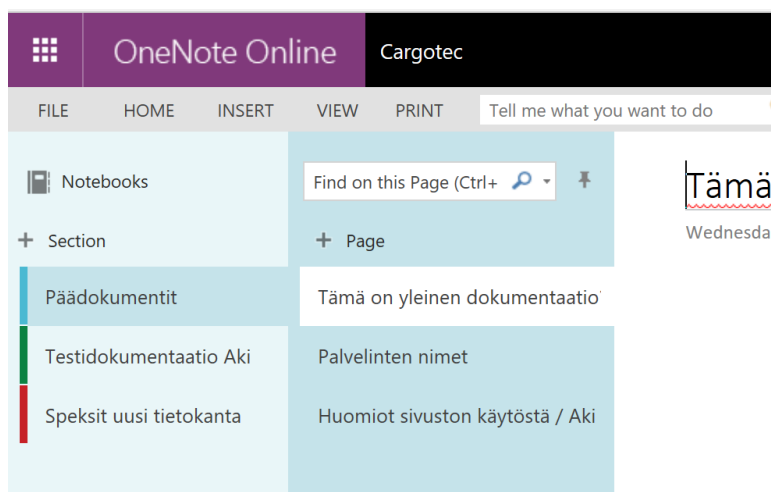 OneNote Online Cargotec
FILE HOME INSERT VIEW PRINT Tell me what you want to do
Notebooks
Find on this Page (Ctrl+
+ Section
+ Page
Päädokumentit
Testidokumentaatio Aki
Speksit uusi tietokanta
Tämä on yleinen dokumentaatio
Palvelinten nimet
Huomiot sivuston käytöstä / Aki
Tämä
Wednesda